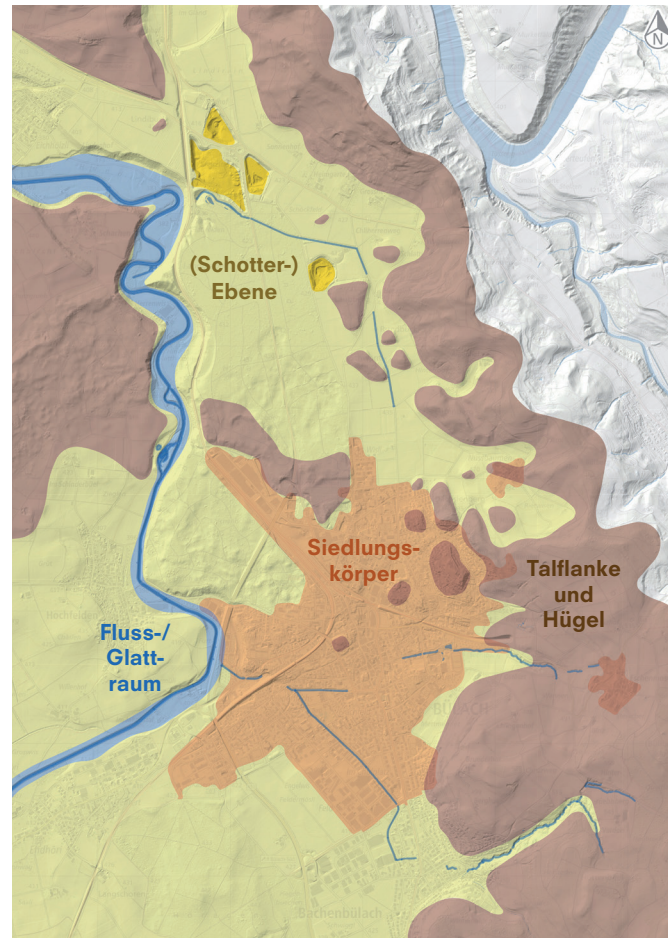 N
(Schotter-)
Ebene
Siedlungs-
körper
Talflanke
und
Hügel
Fluss-/
Glatt-
raum
BÜLACH
Bachenbülach